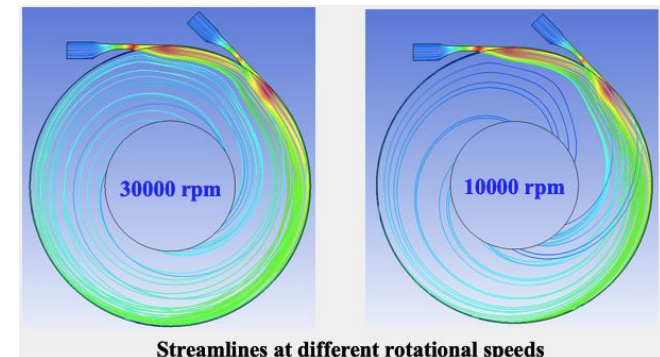 30000 rpm
10000 rpm
Streamlines at different rotational speeds